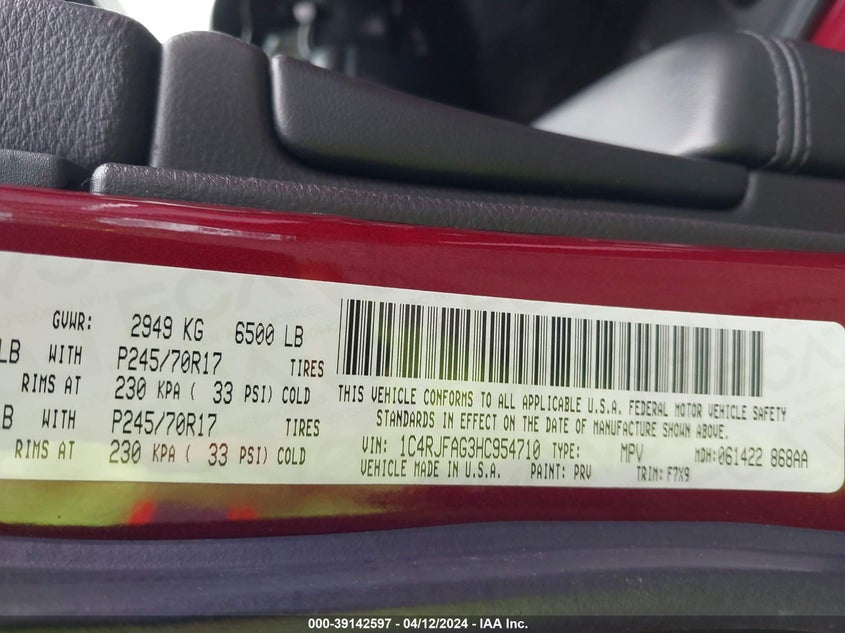 GVWR: 2949 KG 6500 LB
LB WITH P245/70R17 TIRES
RIMS AT 230 KPA ( 33 PSI) COLD
B WITH P245/70R17 TIRES
RIMS AT 230 KPA ( 33 PSI) COLD
THIS VEHICLE CONFORMS TO ALL APPLICABLE U.S.A. FEDERAL MOTOR VEHICLE SAFETY
STANDARDS IN EFFECT ON THE DATE OF MANUFACTURE SHOWN ABOVE.
VIN: 1C4RJFAG3HC954710 TYPE: MPV MDH:061422 868AA
VEHICLE MADE IN U.S.A. PAINT: PRV TRIM:F7X9
000-39142597 - 04/12/2024 - IAA Inc.